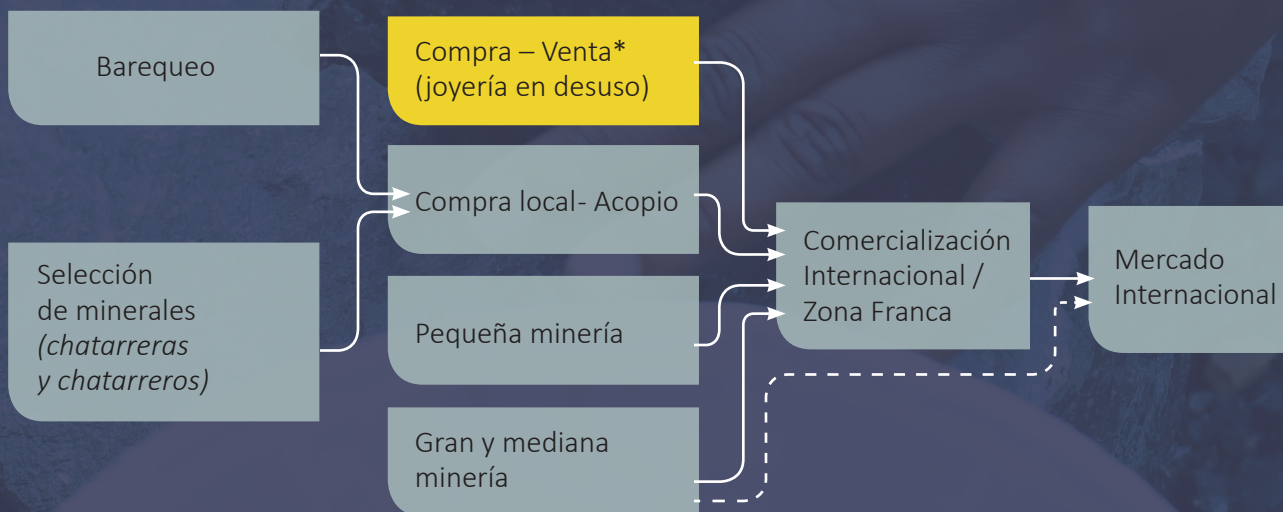 Barequeo
Selección
de minerales
(chatarreras
y chatarreros)
Compra – Venta*
(joyería en desuso)
Compra local - Acopio
Pequeña minería
Gran y mediana
minería
Comercialización
Internacional /
Zona Franca
Mercado
Internacional